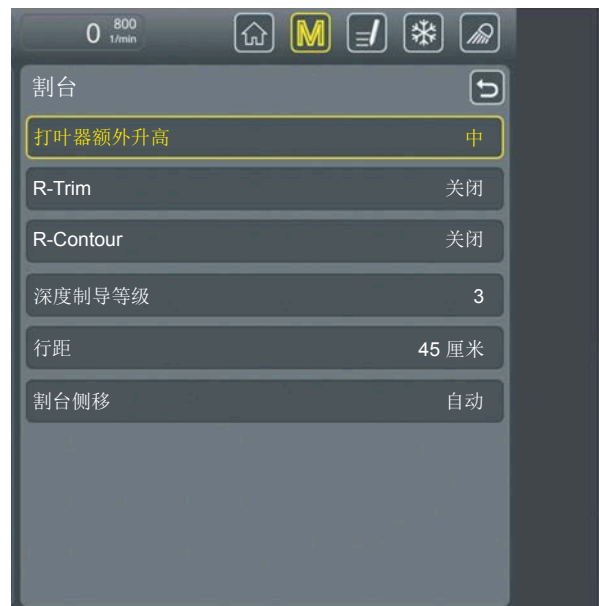 0 800 1/min
M
割台
打叶器额外升高 中
R-Trim 关闭
R-Contour 关闭
深度制导等级 3
行距 45 厘米
割台侧移 自动